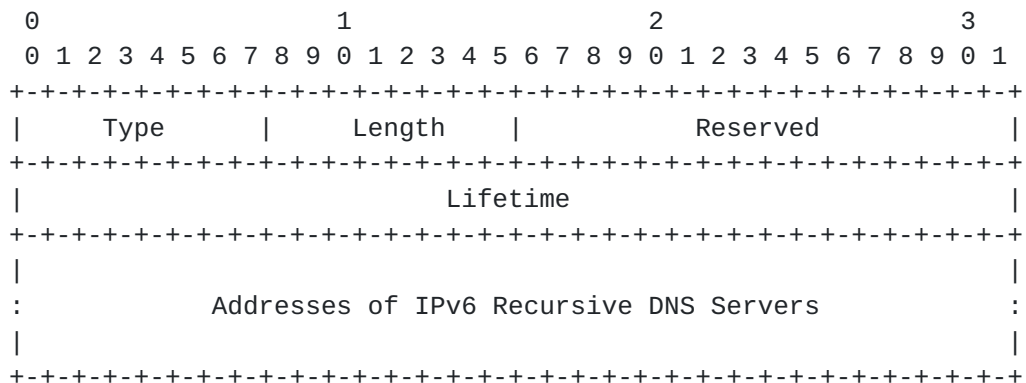 0                   1                   2                   3
 0 1 2 3 4 5 6 7 8 9 0 1 2 3 4 5 6 7 8 9 0 1 2 3 4 5 6 7 8 9 0 1
+-+-+-+-+-+-+-+-+-+-+-+-+-+-+-+-+-+-+-+-+-+-+-+-+-+-+-+-+-+-+-+-+
|     Type      |     Length    |           Reserved            |
+-+-+-+-+-+-+-+-+-+-+-+-+-+-+-+-+-+-+-+-+-+-+-+-+-+-+-+-+-+-+-+-+
|                           Lifetime                            |
+-+-+-+-+-+-+-+-+-+-+-+-+-+-+-+-+-+-+-+-+-+-+-+-+-+-+-+-+-+-+-+-+
|                                                               |
:            Addresses of IPv6 Recursive DNS Servers            :
|                                                               |
+-+-+-+-+-+-+-+-+-+-+-+-+-+-+-+-+-+-+-+-+-+-+-+-+-+-+-+-+-+-+-+-+